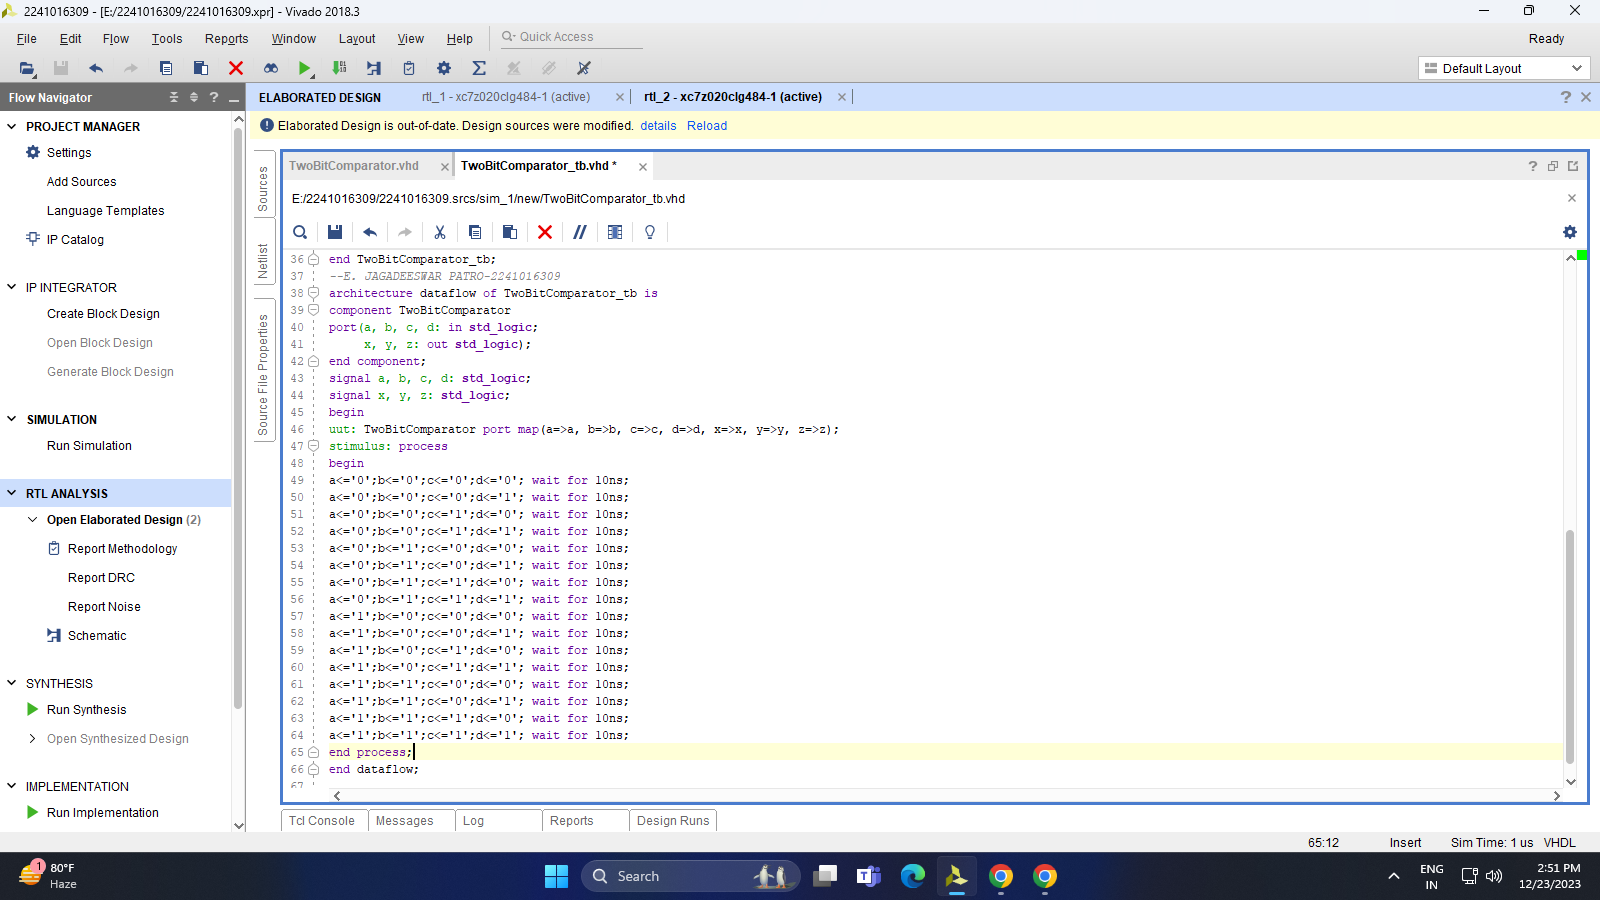 2241016309 - [E:/2241016309/2241016309.xpr] - Vivado 2018.3
File Edit Flow Tools Reports Window Layout View Help Quick Access Ready
Default Layout
Flow Navigator
ELABORATED DESIGN rtl_1 - xc7z020clg484-1 (active) rtl_2 - xc7z020clg484-1 (active)
Elaborated Design is out-of-date. Design sources were modified. details Reload
PROJECT MANAGER
Settings
Add Sources
Language Templates
IP Catalog
IP INTEGRATOR
Create Block Design
Open Block Design
Generate Block Design
SIMULATION
Run Simulation
RTL ANALYSIS
Open Elaborated Design (2)
Report Methodology
Report DRC
Report Noise
Schematic
SYNTHESIS
Run Synthesis
Open Synthesized Design
IMPLEMENTATION
Run Implementation
Sources
Netlist
Source File Properties
TwoBitComparator.vhd TwoBitComparator_tb.vhd *
E:/2241016309/2241016309.srcs/sim_1/new/TwoBitComparator_tb.vhd
36 end TwoBitComparator_tb;
37 --E. JAGADEESWAR PATRO-2241016309
38 architecture dataflow of TwoBitComparator_tb is
39 component TwoBitComparator
40 port(a, b, c, d: in std_logic;
41 x, y, z: out std_logic);
42 end component;
43 signal a, b, c, d: std_logic;
44 signal x, y, z: std_logic;
45 begin
46 uut: TwoBitComparator port map(a=>a, b=>b, c=>c, d=>d, x=>x, y=>y, z=>z);
47 stimulus: process
48 begin
49 a<='0';b<='0';c<='0';d<='0'; wait for 10ns;
50 a<='0';b<='0';c<='0';d<='1'; wait for 10ns;
51 a<='0';b<='0';c<='1';d<='0'; wait for 10ns;
52 a<='0';b<='0';c<='1';d<='1'; wait for 10ns;
53 a<='0';b<='1';c<='0';d<='0'; wait for 10ns;
54 a<='0';b<='1';c<='0';d<='1'; wait for 10ns;
55 a<='0';b<='1';c<='1';d<='0'; wait for 10ns;
56 a<='0';b<='1';c<='1';d<='1'; wait for 10ns;
57 a<='1';b<='0';c<='0';d<='0'; wait for 10ns;
58 a<='1';b<='0';c<='0';d<='1'; wait for 10ns;
59 a<='1';b<='0';c<='1';d<='0'; wait for 10ns;
60 a<='1';b<='0';c<='1';d<='1'; wait for 10ns;
61 a<='1';b<='1';c<='0';d<='0'; wait for 10ns;
62 a<='1';b<='1';c<='0';d<='1'; wait for 10ns;
63 a<='1';b<='1';c<='1';d<='0'; wait for 10ns;
64 a<='1';b<='1';c<='1';d<='1'; wait for 10ns;
65 end process;
66 end dataflow;
67
Tcl Console Messages Log Reports Design Runs
65:12 Insert Sim Time: 1 us VHDL
1 80°F
Haze
Search
ENG
IN
2:51 PM
12/23/2023